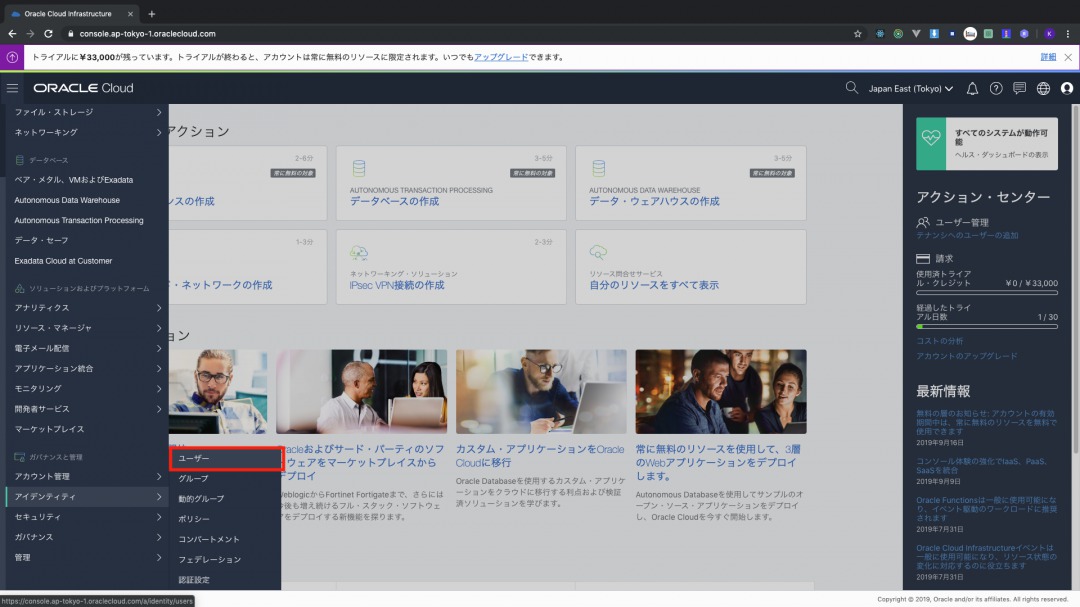 Oracle Cloud Infrastructure
console.ap-tokyo-1.oraclecloud.com
トライアルに¥33,000が残っています。トライアルが終わると、アカウントは常に無料のリソースに限定されます。いつでもアップグレードできます。
詳細
ORACLE Cloud
Japan East (Tokyo)
ファイル・ストレージ
ネットワーキング
データベース
ベア・メタル、VMおよびExadata
Autonomous Data Warehouse
Autonomous Transaction Processing
データ・セーフ
Exadata Cloud at Customer
ソリューションおよびプラットフォーム
アナリティクス
リソース・マネージャ
電子メール配信
アプリケーション統合
モニタリング
開発者サービス
マーケットプレイス
ガバナンスと管理
アカウント管理
アイデンティティ
セキュリティ
ガバナンス
管理
ユーザー
グループ
動的グループ
ポリシー
コンパートメント
フェデレーション
認証設定
アクション
2-6分
常に無料の対象
ンスの作成
3-5分
常に無料の対象
AUTONOMOUS TRANSACTION PROCESSING
データベースの作成
3-5分
常に無料の対象
AUTONOMOUS DATA WAREHOUSE
データ・ウェアハウスの作成
1-3分
・ネットワークの作成
2-3分
ネットワーキング・ソリューション
IPsec VPN接続の作成
リソース問合せサービス
自分のリソースをすべて表示
ョン
racleおよびサード・パーティのソフ
ウェアをマーケットプレイスから
プロイ
eblogicからFortinet Fortigateまで、さらには
後も増え続けるフル・スタック・ソフトウェ
をデプロイする新機能を探ります。
カスタム・アプリケーションをOracle
Cloudに移行
Oracle Databaseを使用するカスタム・アプリケ
ーションをクラウドに移行する利点および検証
済ソリューションを学びます。
常に無料のリソースを使用して、3層
のWebアプリケーションをデプロイ
します。
Autonomous Databaseを使用してサンプルのオ
ープン・ソース・アプリケーションをデプロイ
し、Oracle Cloudを今すぐ開始します。
すべてのシステムが動作可
能
ヘルス・ダッシュボードの表示
アクション・センター
ユーザー管理
テナンシへのユーザーの追加
請求
使用済トライア
ル・クレジット
¥0 / ¥33,000
経過したトライ
アル日数
1 / 30
コストの分析
アカウントのアップグレード
最新情報
無料の層のお知らせ: アカウントの有効
期間中は、常に無料のリソースを無料で
使用できます
2019年9月16日
コンソール体験の強化でIaaS、PaaS、
SaaSを統合
2019年9月9日
Oracle Functionsは一般に使用可能にな
り、イベント駆動のワークロードに推奨
されます
2019年7月31日
Oracle Cloud Infrastructureイベントは
一般に使用可能になり、リソース状態の
変化に対応するのに役立ちます
2019年7月31日
https://console.ap-tokyo-1.oraclecloud.com/a/identity/users
Copyright © 2019, Oracle and/or its affiliates. All rights reserved.